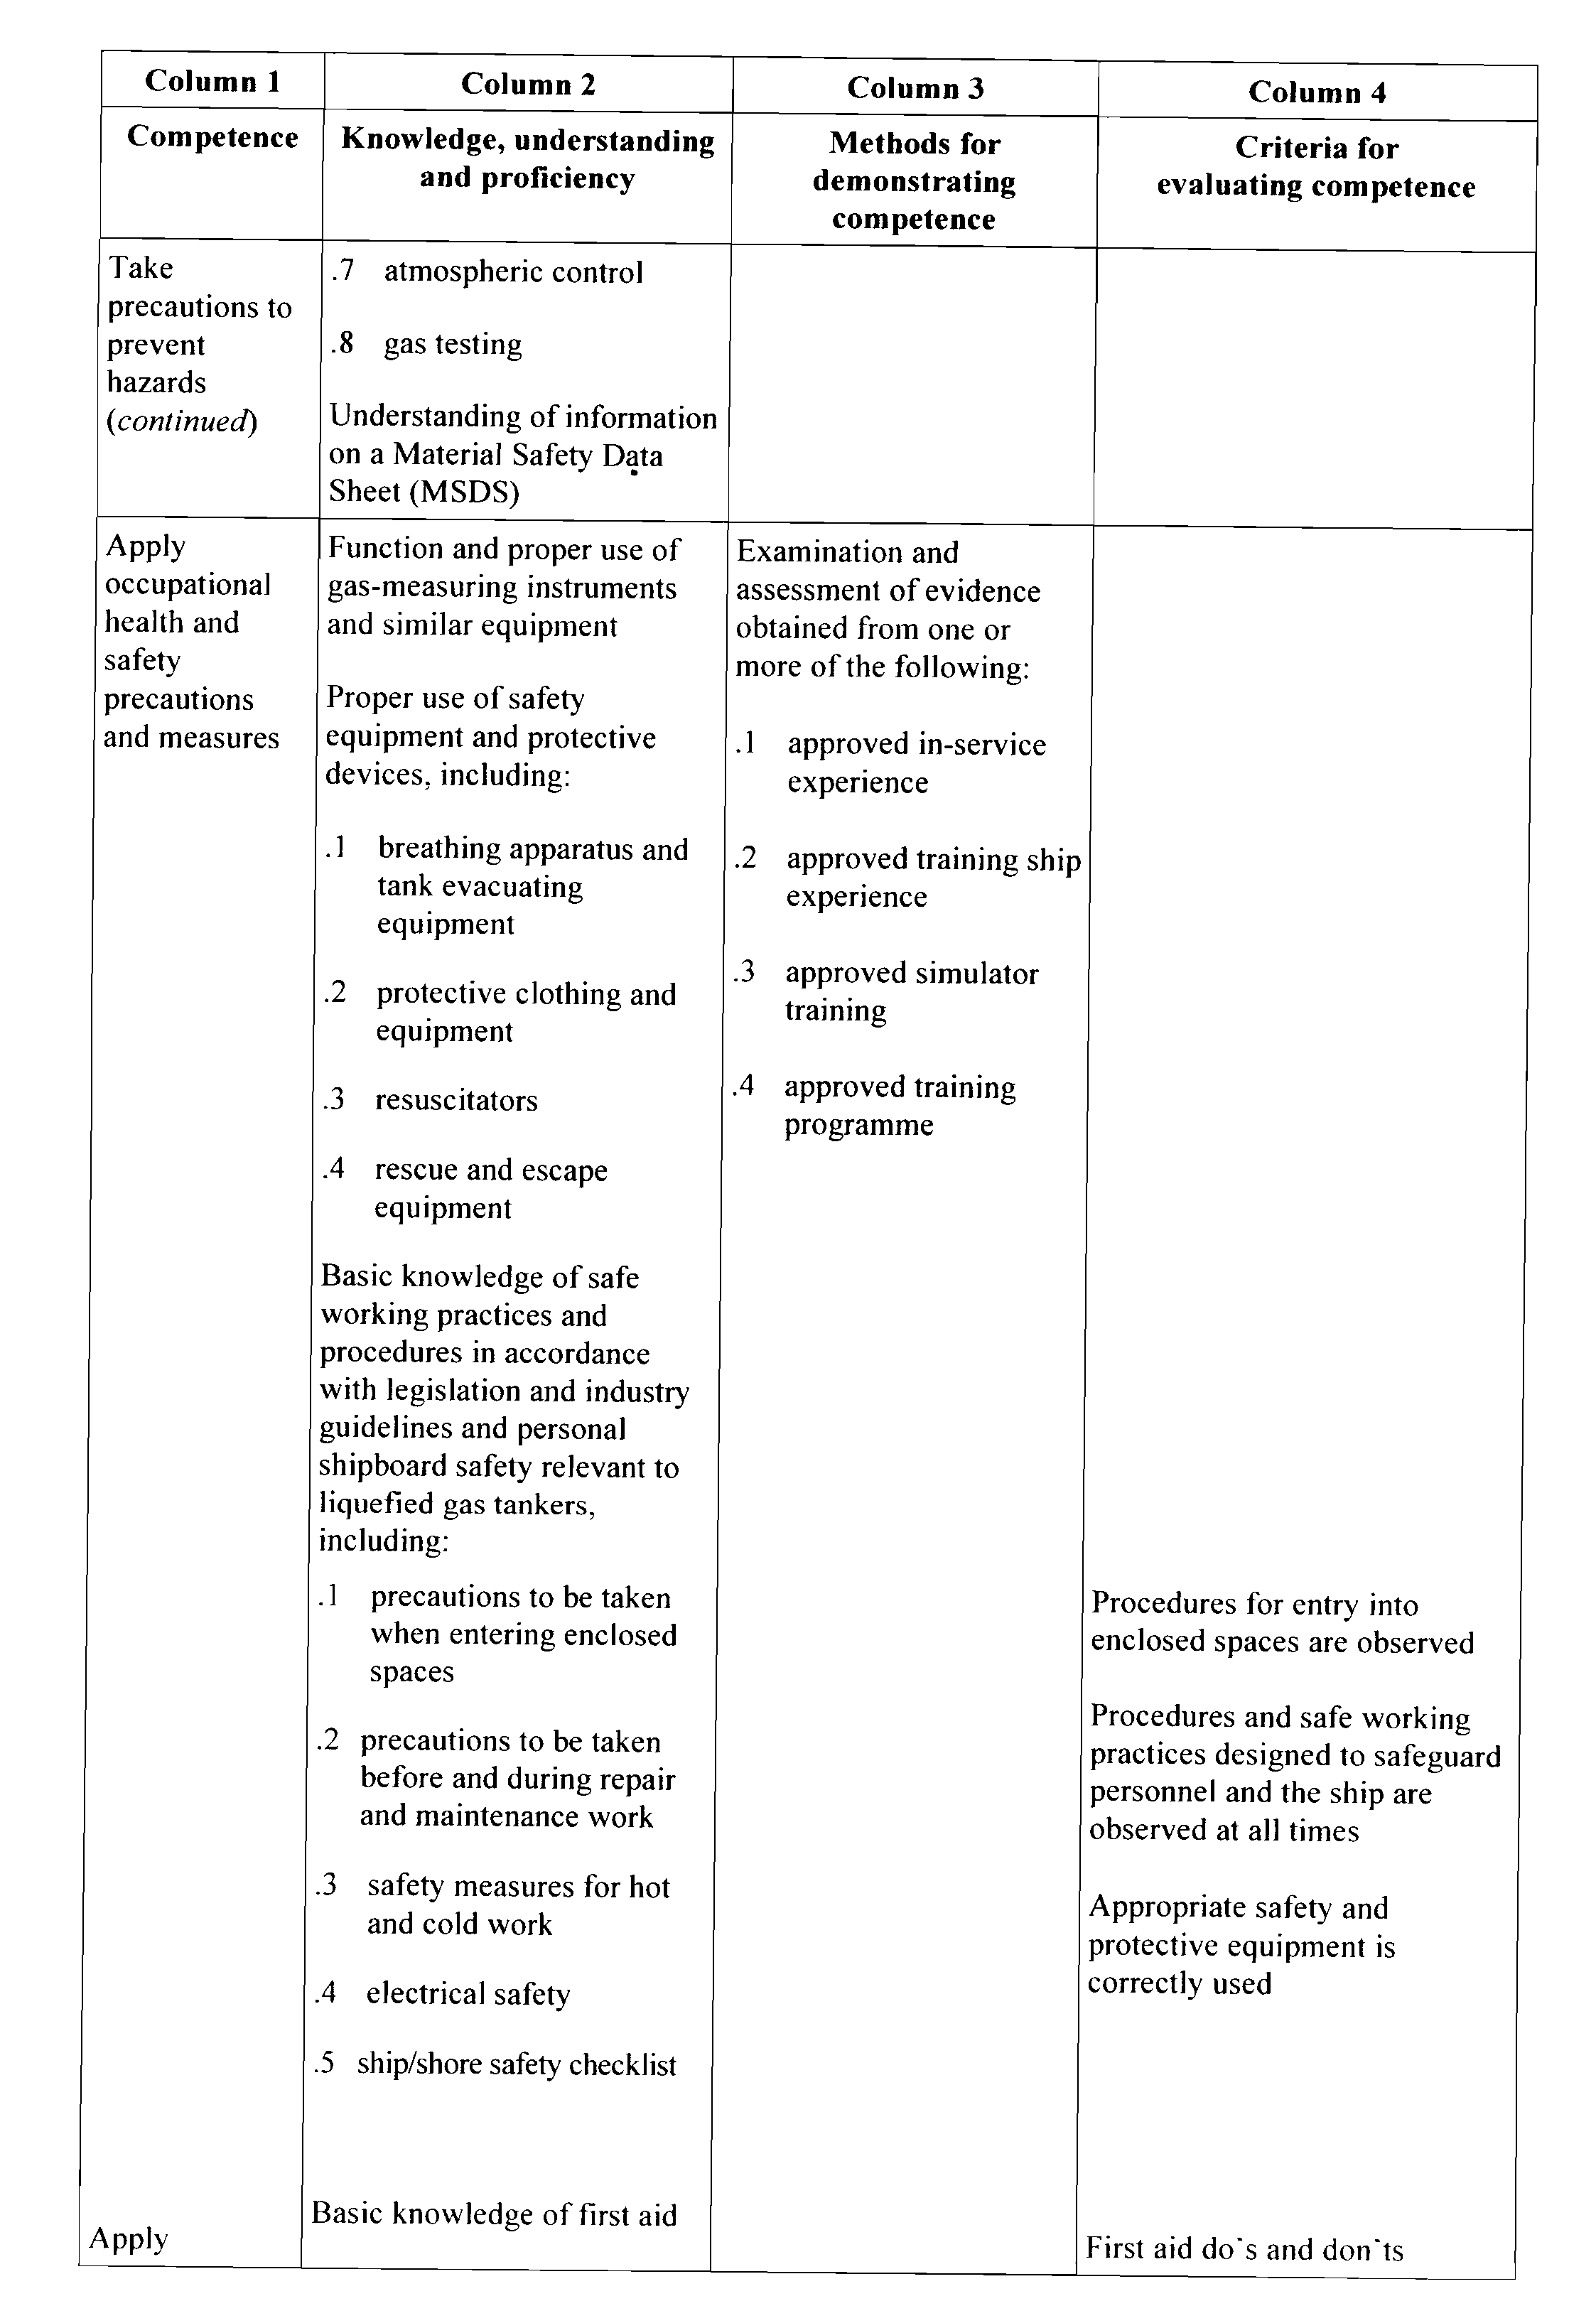 Column 1
Column 2
Column 3
Column 4
Competence
Knowledge, understanding
and proficiency
Methods for
demonstrating
competence
Criteria for
evaluating competence
Take
precautions to
prevent
hazards
(continued)
.7 atmospheric control
.8 gas testing
Understanding of information
on a Material Safety Data
Sheet (MSDS)
Apply
occupational
health and
safety
precautions
and measures
Function and proper use of
gas-measuring instruments
and similar equipment
Proper use of safety
equipment and protective
devices, including:
.1 breathing apparatus and
tank evacuating
equipment
.2 protective clothing and
equipment
.3 resuscitators
.4 rescue and escape
equipment
Basic knowledge of safe
working practices and
procedures in accordance
with legislation and industry
guidelines and personal
shipboard safety relevant to
liquefied gas tankers,
including:
.1 precautions to be taken
when entering enclosed
spaces
.2 precautions to be taken
before and during repair
and maintenance work
.3 safety measures for hot
and cold work
.4 electrical safety
.5 ship/shore safety checklist
Basic knowledge of first aid
Examination and
assessment of evidence
obtained from one or
more of the following:
.1 approved in-service
experience
.2 approved training ship
experience
.3 approved simulator
training
.4 approved training
programme
Procedures for entry into
enclosed spaces are observed
Procedures and safe working
practices designed to safeguard
personnel and the ship are
observed at all times
Appropriate safety and
protective equipment is
correctly used
Apply
First aid do's and don'ts